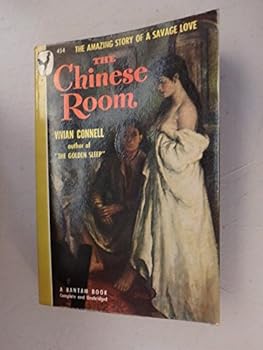 454
THE AMAZING STORY OF A SAVAGE LOVE
THE
Chinese
Room
VIVIAN CONNELL
author of
"THE GOLDEN SLEEP"
A BANTAM BOOK
Complete and Unabridged